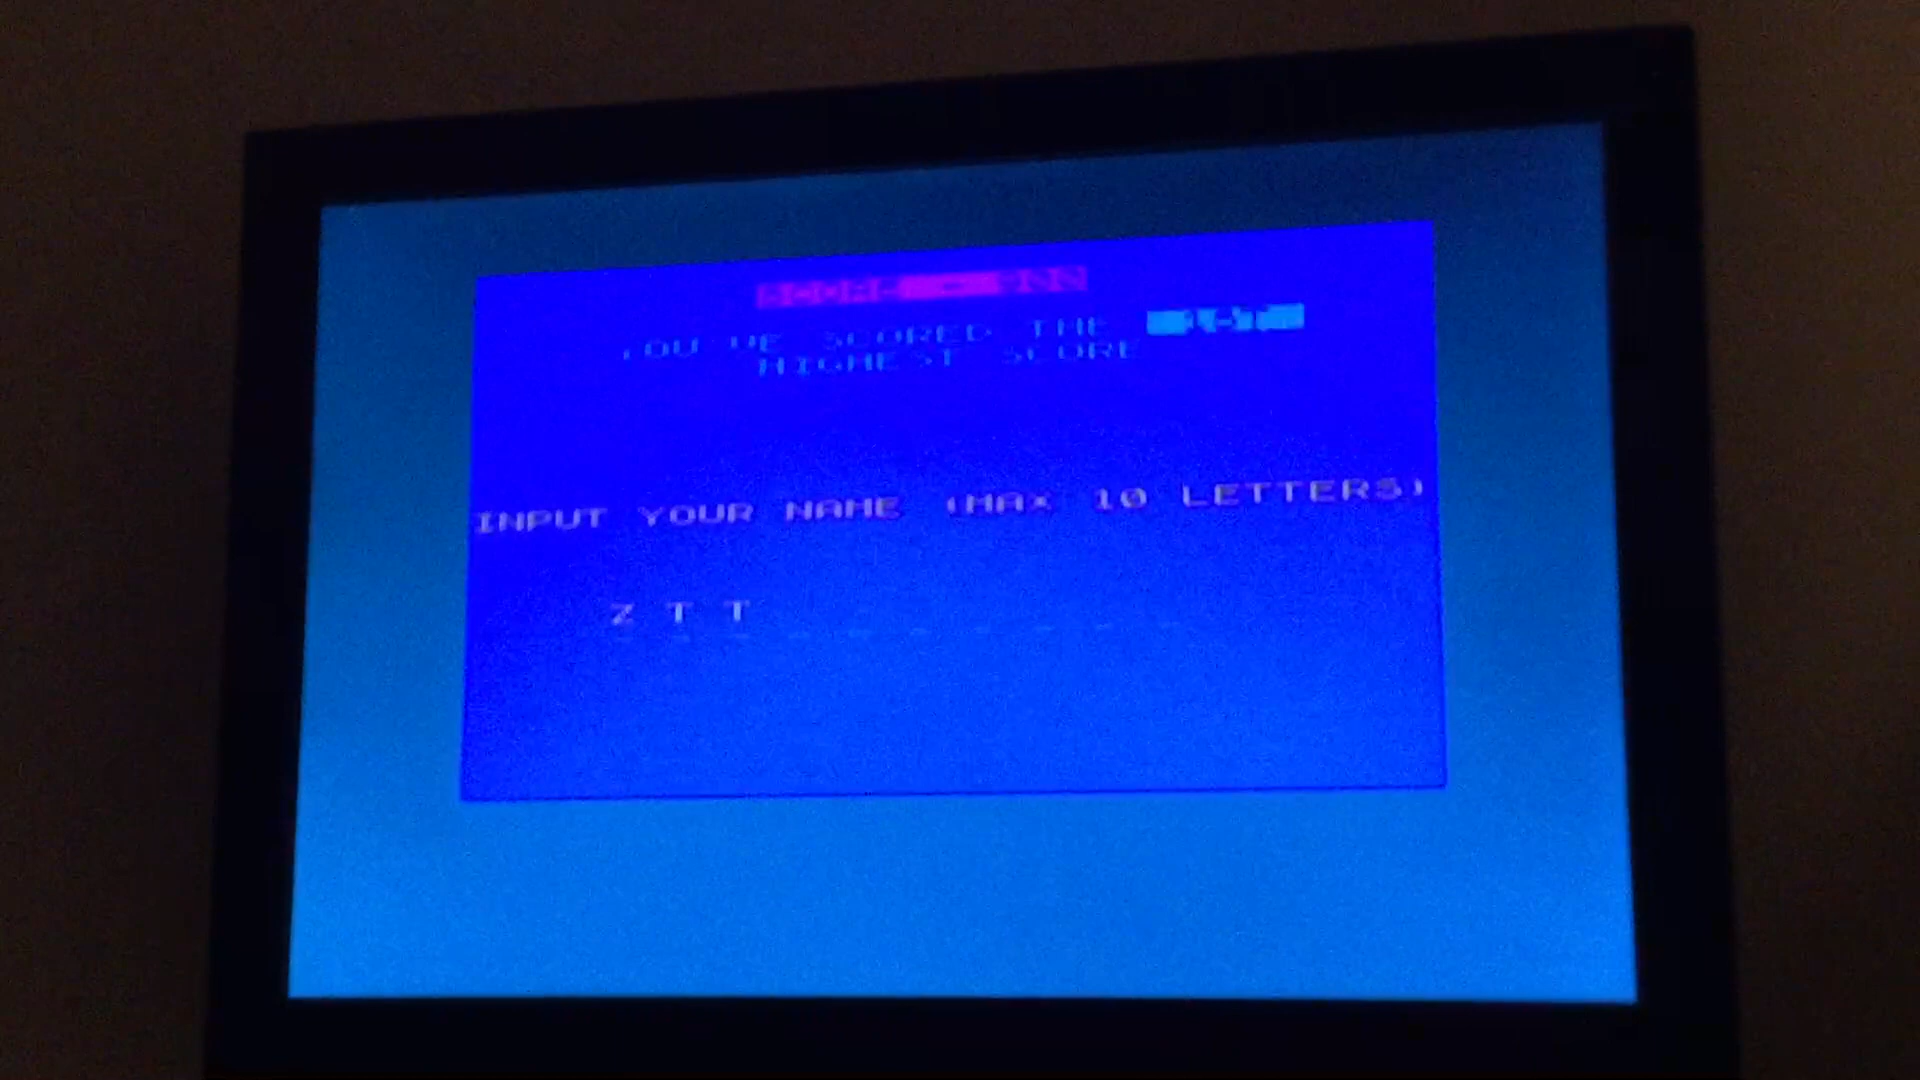 YOU'VE SCORED THE
HIGHEST SCORE
INPUT YOUR NAME (MAX 10 LETTERS)
Z T T